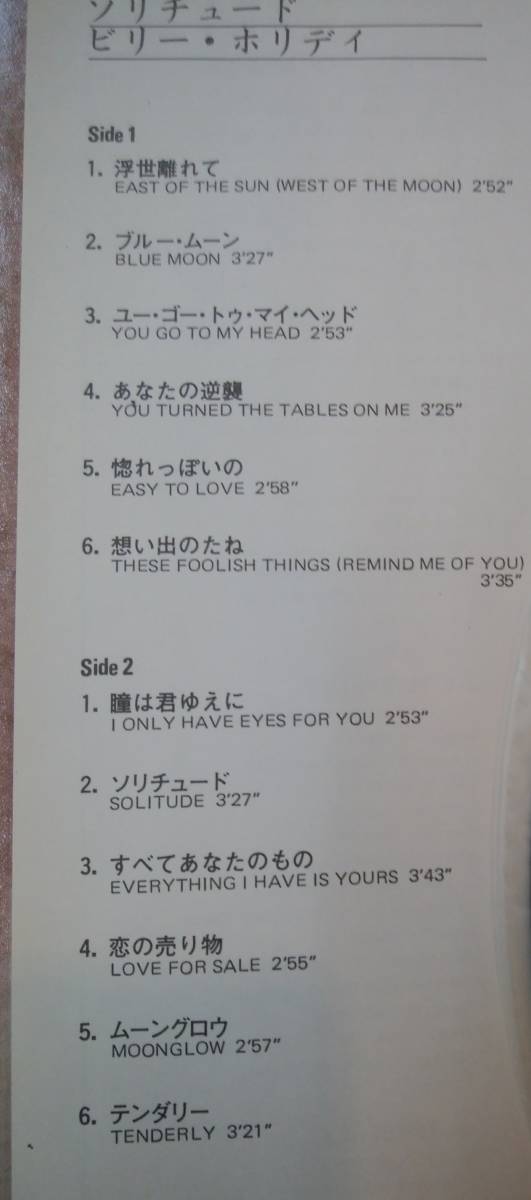 ソリチュード
ビリー・ホリデイ
Side 1
1. 浮世離れて
EAST OF THE SUN (WEST OF THE MOON) 2'52"
2. ブルー・ムーン
BLUE MOON 3'27"
3. ユー・ゴー・トゥ・マイ・ヘッド
YOU GO TO MY HEAD 2'53"
4. あなたの逆襲
YOU TURNED THE TABLES ON ME 3'25"
5. 惚れっぽいの
EASY TO LOVE 2'58"
6. 想い出のたね
THESE FOOLISH THINGS (REMIND ME OF YOU)
3'35"
Side 2
1. 瞳は君ゆえに
I ONLY HAVE EYES FOR YOU 2'53"
2. ソリチュード
SOLITUDE 3'27"
3. すべてあなたのもの
EVERYTHING I HAVE IS YOURS 3'43"
4. 恋の売り物
LOVE FOR SALE 2'55"
5. ムーングロウ
MOONGLOW 2'57"
6. テンダリー
TENDERLY 3'21"